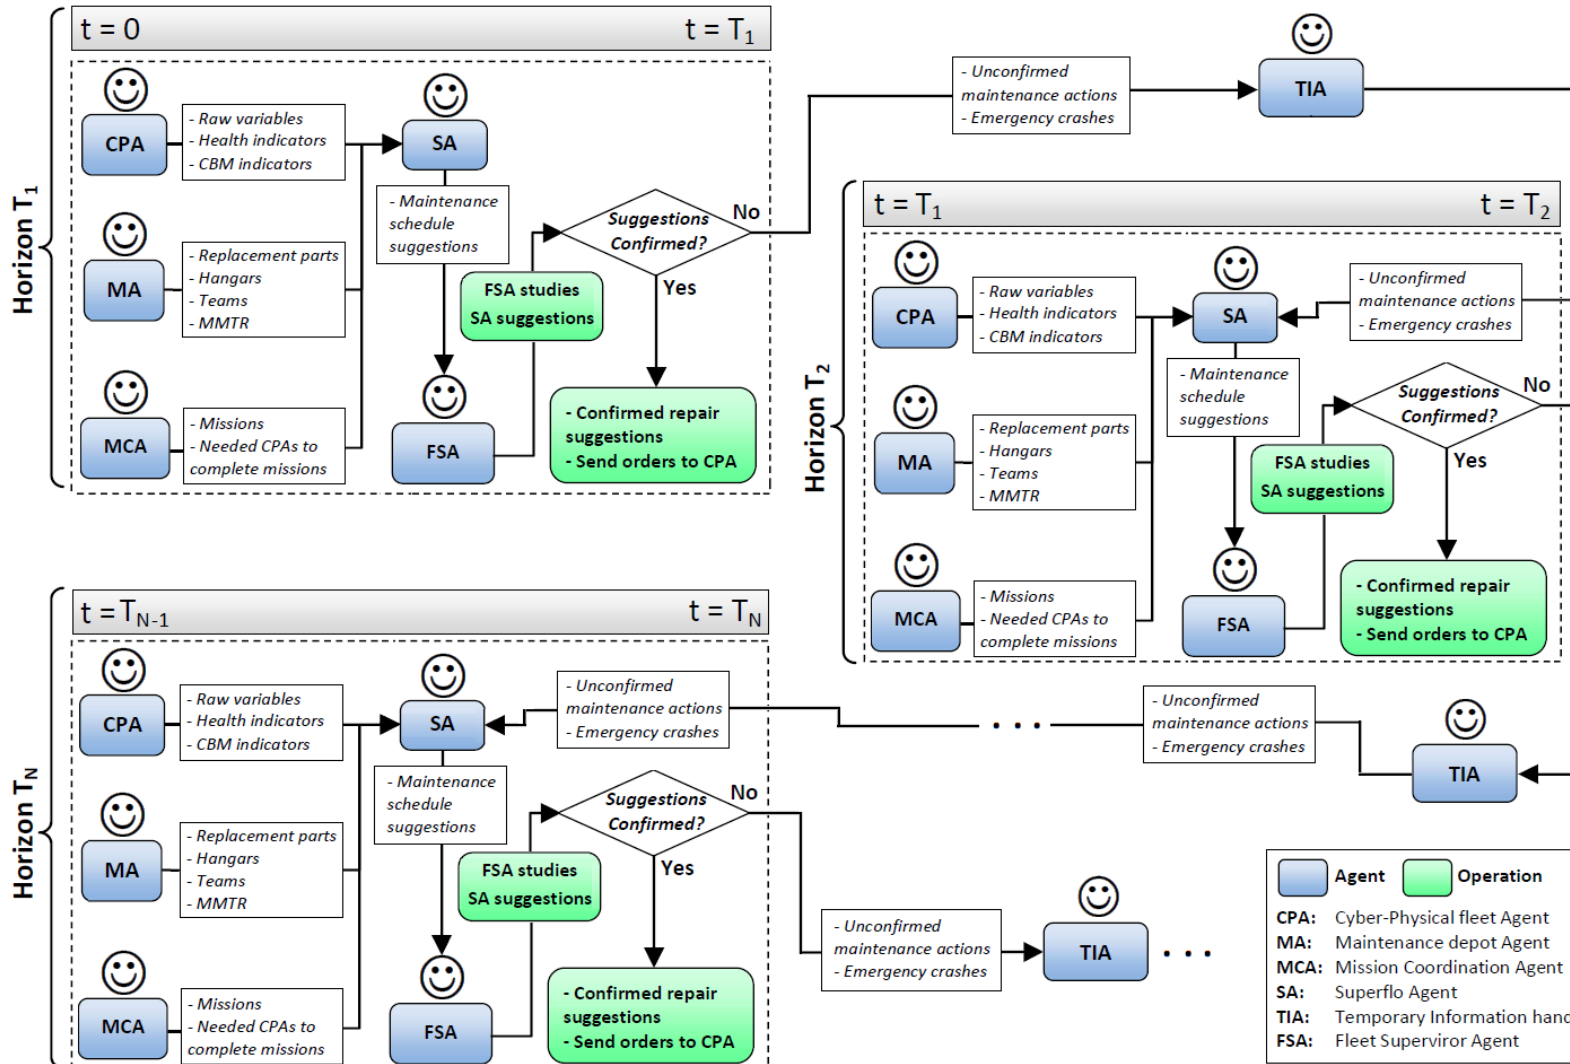 t = 0
t = T1
Horizon T1
CPA
- Raw variables
- Health indicators
- CBM indicators
SA
MA
- Replacement parts
- Hangars
- Teams
- MMTR
- Maintenance
schedule
suggestions
MCA
- Missions
- Needed CPAs to
complete missions
FSA
FSA studies
SA suggestions
Suggestions
Confirmed?
No
Yes
- Confirmed repair
suggestions
- Send orders to CPA
- Unconfirmed
maintenance actions
- Emergency crashes
TIA
t = T1
t = T2
Horizon T2
CPA
- Raw variables
- Health indicators
- CBM indicators
SA
- Unconfirmed
maintenance actions
- Emergency crashes
MA
- Replacement parts
- Hangars
- Teams
- MMTR
- Maintenance
schedule
suggestions
MCA
- Missions
- Needed CPAs to
complete missions
FSA
FSA studies
SA suggestions
Suggestions
Confirmed?
No
Yes
- Confirmed repair
suggestions
- Send orders to CPA
- Unconfirmed
maintenance actions
- Emergency crashes
TIA
. . .
t = TN-1
t = TN
Horizon TN
CPA
- Raw variables
- Health indicators
- CBM indicators
SA
- Unconfirmed
maintenance actions
- Emergency crashes
MA
- Replacement parts
- Hangars
- Teams
- MMTR
- Maintenance
schedule
suggestions
MCA
- Missions
- Needed CPAs to
complete missions
FSA
FSA studies
SA suggestions
Suggestions
Confirmed?
No
Yes
- Confirmed repair
suggestions
- Send orders to CPA
- Unconfirmed
maintenance actions
- Emergency crashes
TIA
. . .
Agent
Operation
CPA: Cyber-Physical fleet Agent
MA: Maintenance depot Agent
MCA: Mission Coordination Agent
SA: Superflo Agent
TIA: Temporary Information hand
FSA: Fleet Superviror Agent